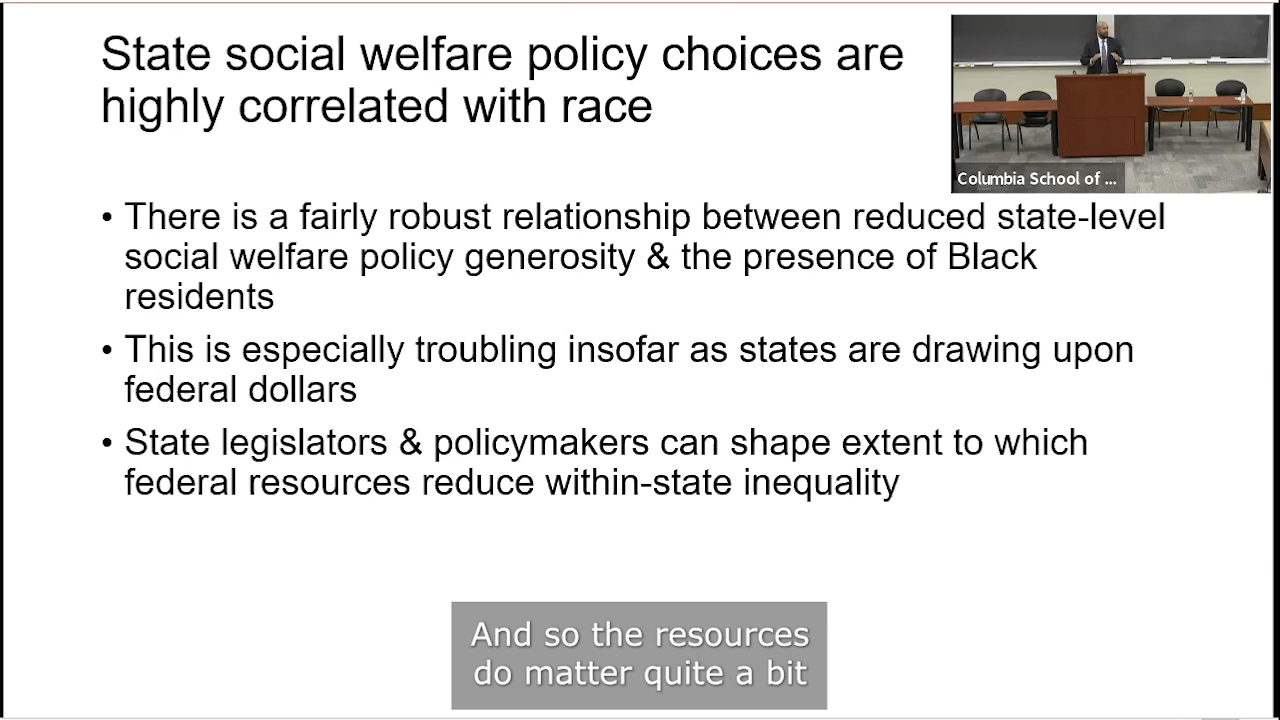 State social welfare policy choices are
highly correlated with race
Columbia School of ...
• There is a fairly robust relationship between reduced state-level
social welfare policy generosity & the presence of Black
residents
• This is especially troubling insofar as states are drawing upon
federal dollars
• State legislators & policymakers can shape extent to which
federal resources reduce within-state inequality
And so the resources
do matter quite a bit